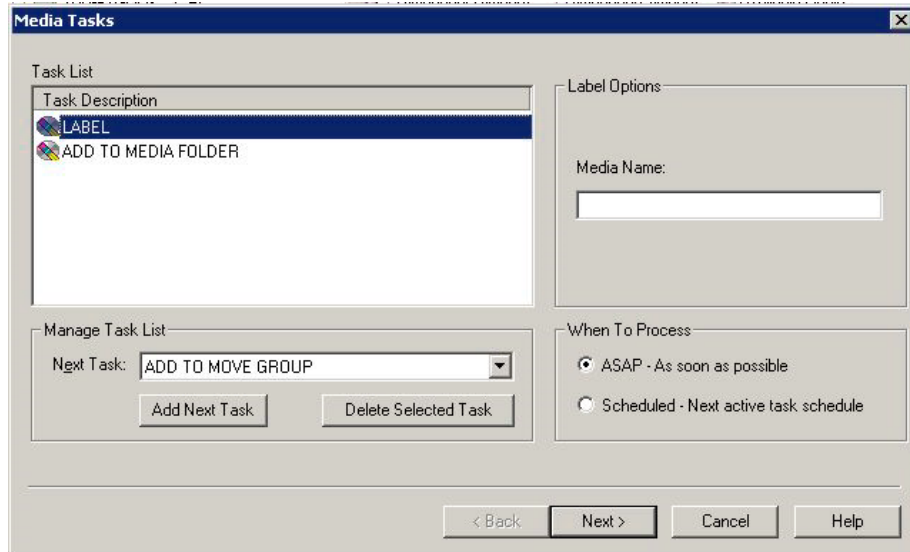 Media Tasks
Task List
Task Description
LABEL
ADD TO MEDIA FOLDER
Label Options
Media Name:
Manage Task List
Next Task: ADD TO MOVE GROUP
Add Next Task Delete Selected Task
When To Process
ASAP - As soon as possible
Scheduled - Next active task schedule
< Back Next > Cancel Help